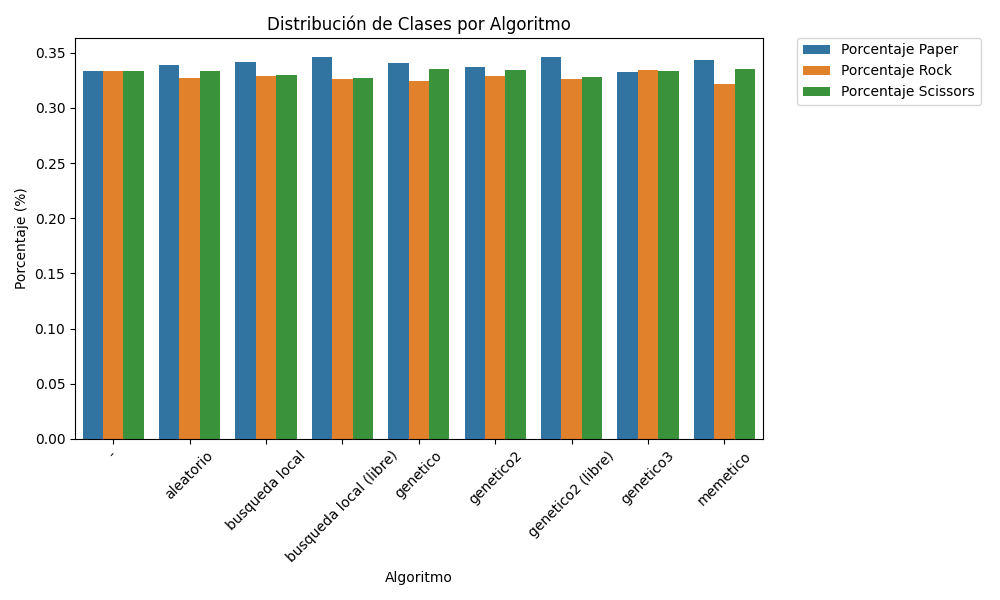 Distribución de Clases por Algoritmo
Porcentaje Paper
Porcentaje Rock
Porcentaje Scissors
Porcentaje (%)
0.35
0.30
0.25
0.20
0.15
0.10
0.05
0.00
-
aleatorio
busqueda local
busqueda local (libre)
genetico
genetico2
genetico2 (libre)
genetico3
memetico
Algoritmo